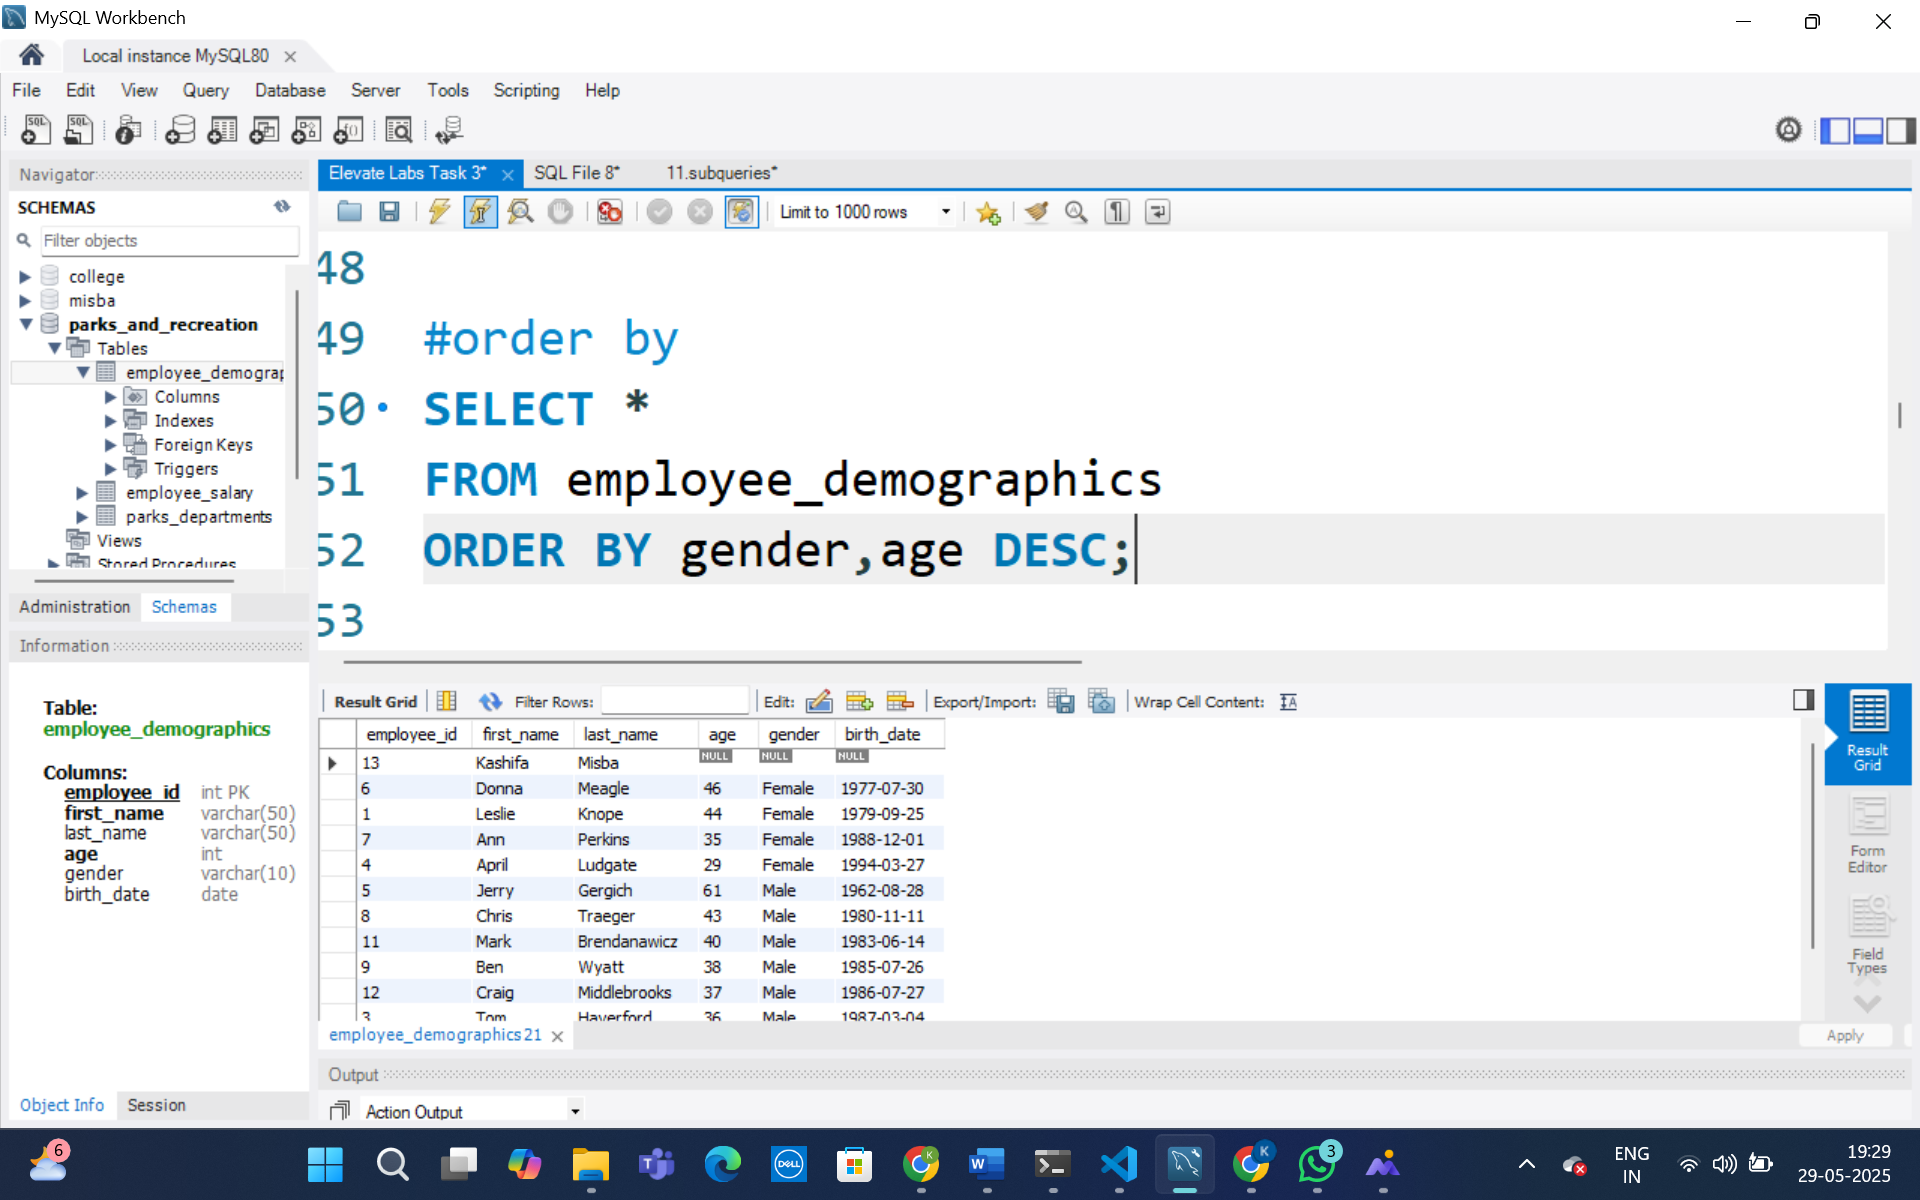 MySQL Workbench
Local instance MySQL80
File Edit View Query Database Server Tools Scripting Help
Navigator
SCHEMAS
Filter objects
college
misba
parks_and_recreation
Tables
employee_demograp
Columns
Indexes
Foreign Keys
Triggers
employee_salary
parks_departments
Views
Stored Procedures
Administration Schemas
Information
Table:
employee_demographics
Columns:
employee_id int PK
first_name varchar(50)
last_name varchar(50)
age int
gender varchar(10)
birth_date date
Object Info Session
Elevate Labs Task 3* SQL File 8* 11.subqueries*
Limit to 1000 rows
48
49 #order by
50 SELECT *
51 FROM employee_demographics
52 ORDER BY gender,age DESC;
53
Result Grid Filter Rows: Edit: Export/Import: Wrap Cell Content:
employee_id first_name last_name age gender birth_date
13 Kashifa Misba NULL NULL NULL
6 Donna Meagle 46 Female 1977-07-30
1 Leslie Knope 44 Female 1979-09-25
7 Ann Perkins 35 Female 1988-12-01
4 April Ludgate 29 Female 1994-03-27
5 Jerry Gergich 61 Male 1962-08-28
8 Chris Traeger 43 Male 1980-11-11
11 Mark Brendanawicz 40 Male 1983-06-14
9 Ben Wyatt 38 Male 1985-07-26
12 Craig Middlebrooks 37 Male 1986-07-27
3 Tom Haverford 36 Male 1987-03-04
employee_demographics 21
Result
Grid
Form
Editor
Field
Types
Apply
Output
Action Output
6
DELL
K
K
3
ENG
IN
19:29
29-05-2025